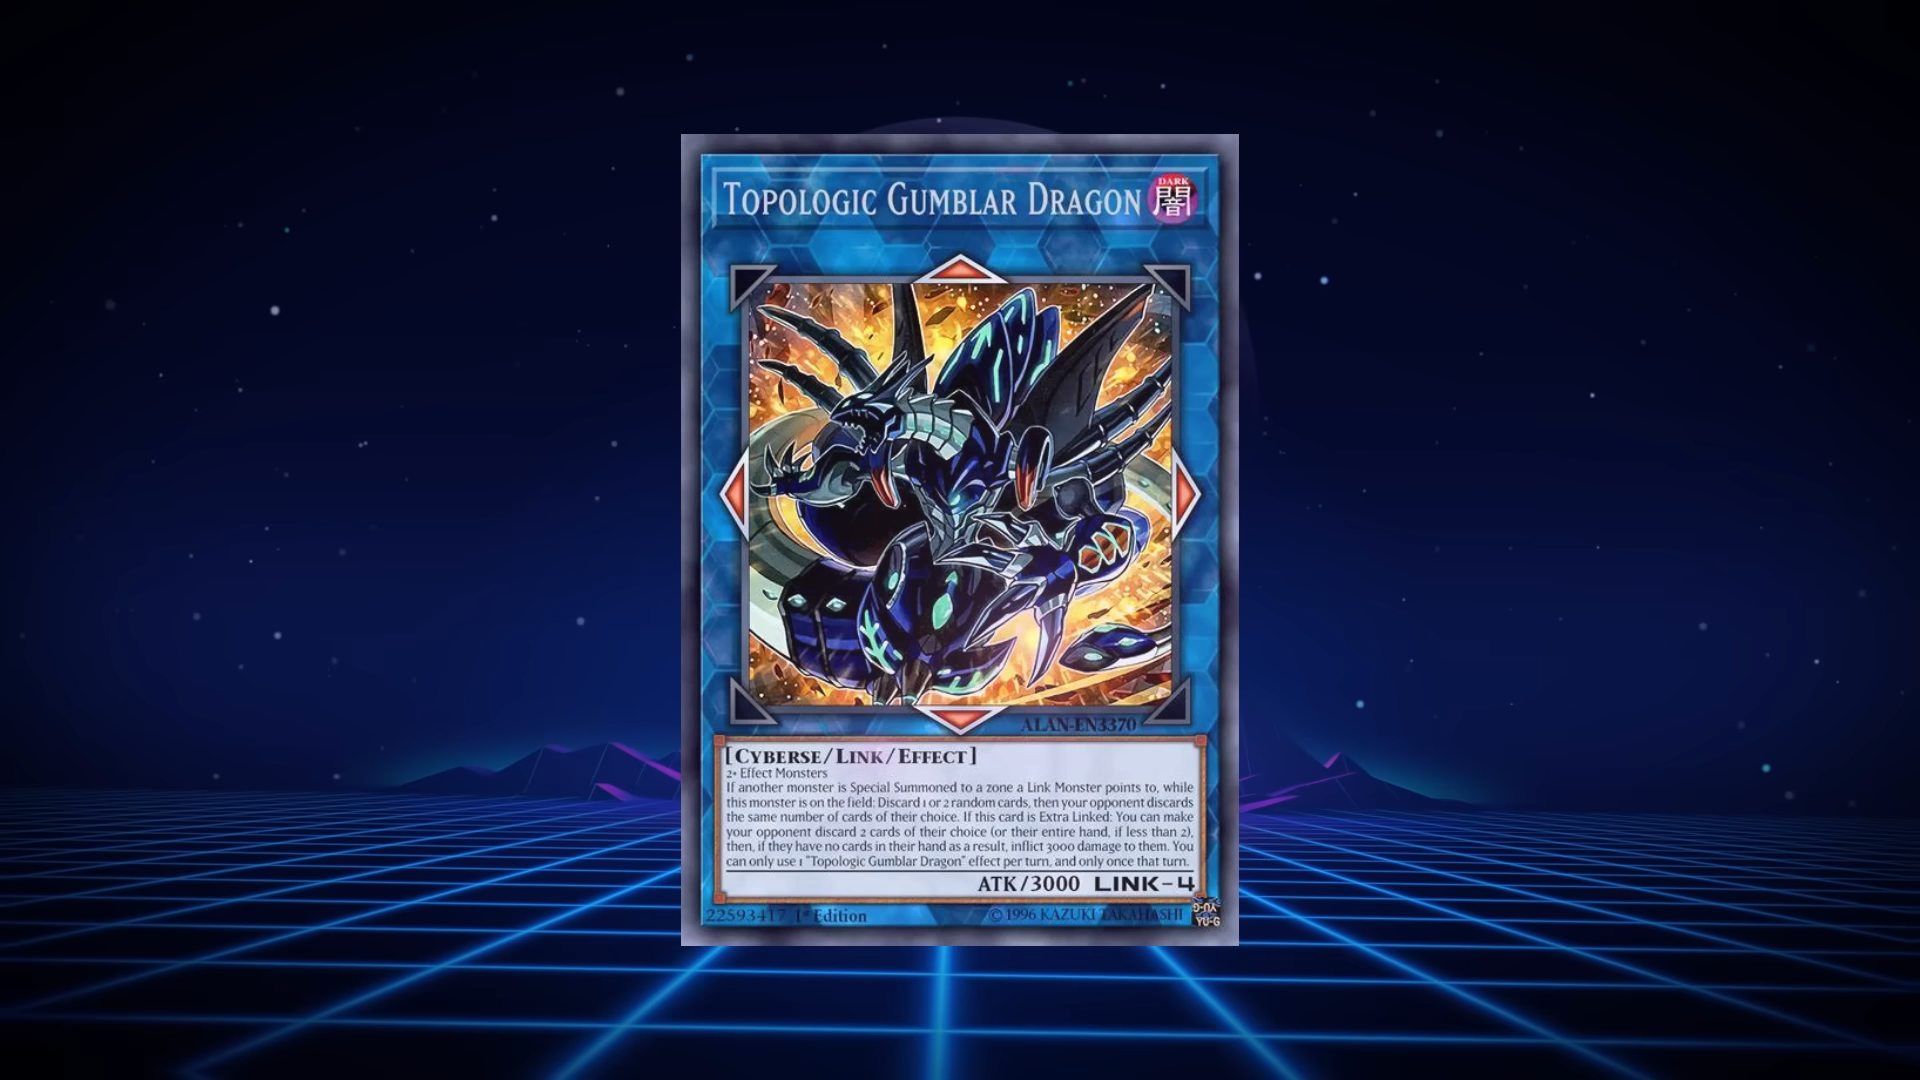 TOPOLOGIC GUMBLAR DRAGON
DARK
闇
ALAN-EN3370
[CYBERSE/LINK/EFFECT]
2+ Effect Monsters
If another monster is Special Summoned to a zone a Link Monster points to, while
this monster is on the field: Discard 1 or 2 random cards, then your opponent discards
the same number of cards of their choice. If this card is Extra Linked: You can make
your opponent discard 2 cards of their choice (or their entire hand, if less than 2),
then, if they have no cards in their hand as a result, inflict 3000 damage to them. You
can only use 1 "Topologic Gumblar Dragon" effect per turn, and only once that turn.
ATK/3000 LINK-4
22593417 1st Edition
©1996 KAZUKI TAKAHASHI
YU-G